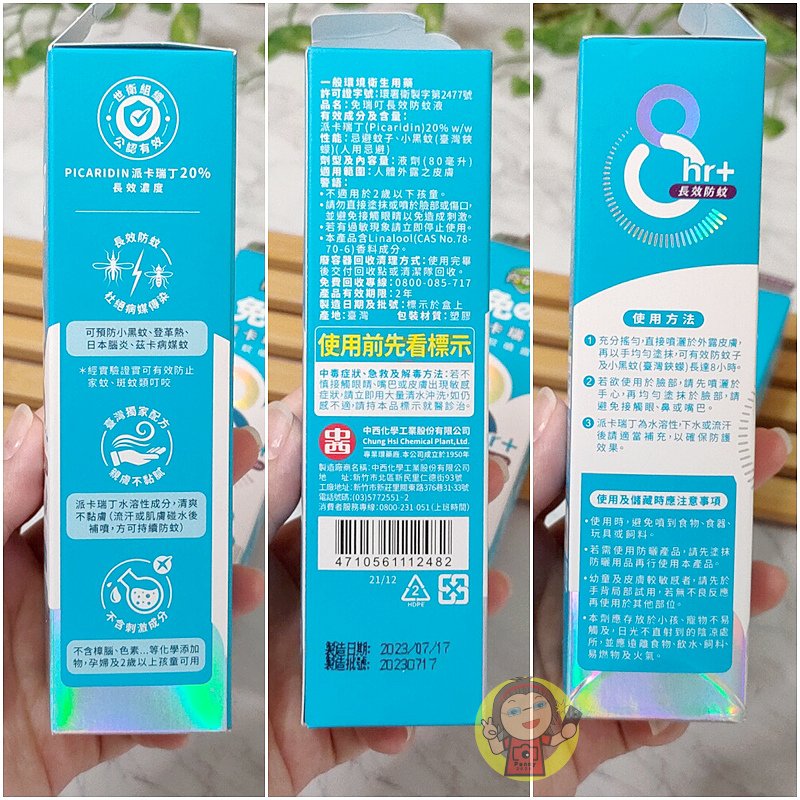 世衛組織
公認有效
PICARIDIN派卡瑞丁20%
長效濃度
長效防蚊
杜絕病媒傳染
可預防小黑蚊、登革熱、
日本腦炎、茲卡病媒蚊
*經實驗證實可有效防止
家蚊、斑蚊類叮咬
臺灣獨家配方
親膚不黏膩
派卡瑞丁水溶性成分，清爽
不黏膚(流汗或肌膚碰水後
補噴，方可持續防蚊)
不含刺激成分
不含樟腦、色素...等化學添加
物，孕婦及2歲以上孩童可用
一般環境衛生用藥
許可證字號：環署衛製字第2477號
品名：免瑞叮長效防蚊液
有效成分及含量：
派卡瑞丁(Picaridin)20% w/w
性能：忌避蚊子、小黑蚊(臺灣鋏
蠓)(人用忌避)
劑型及內容量：液劑(80毫升)
適用範圍：人體外露之皮膚
警語：
•不適用於2歲以下孩童。
•請勿直接塗抹或噴於臉部或傷口，
並避免接觸眼睛以免造成刺激。
•若有過敏現象請立即停止使用。
•本產品含Linalool(CAS No.78-
70-6)香料成分。
廢容器回收清理方式：使用完畢
後交付回收點或清潔隊回收。
免費回收專線：0800-085-717
產品有效期限：2年
製造日期及批號：標示於盒上
產地：臺灣 包裝材質：塑膠
使用前先看標示
中毒症狀、急救及解毒方法：若不
慎接觸眼睛、嘴巴或皮膚出現敏感
症狀，請立即用大量清水沖洗，如仍
感不適，請持本品標示就醫診治。
中西
中西化學工業股份有限公司
Chung Hsi Chemical Plant,Ltd.
專業環藥廠．本公司成立於1950年
製造廠商名稱：中西化學工業股份有限公司
地 址：新竹市北區新民里仁德街93號
工廠地址：新竹市新莊里關東路376巷31-33號
電話號碼：(03)5772551-2
消費者服務專線：0800-231-051(上班時間)
4710561112482
21/12
2
HDPE
製造日期: 2023/07/17
製造批號: 20230717
8hr+
長效防蚊
使用方法
1 充分搖勻，直接噴灑於外露皮膚，
再以手均勻塗抹，可有效防蚊子
及小黑蚊(臺灣鋏蠓)長達8小時。
2 若欲使用於臉部，請先噴灑於
手心，再均勻塗抹於臉部，請
避免接觸眼、鼻或嘴巴。
3 派卡瑞丁為水溶性，下水或流汗
後請適當補充，以確保防護
效果。
使用及儲藏時應注意事項
•使用時，避免噴到食物、食器、
玩具或飼料。
•若需使用防曬產品，請先塗抹
防曬用品再行使用本產品。
•幼童及皮膚較敏感者，請先於
手背局部試用，若無不良反應
再使用於其他部位。
•本劑應存放於小孩、寵物不易
觸及，日光不直射到的陰涼處
所，並應遠離食物、飲水、飼料、
易燃物及火氣。
Penny